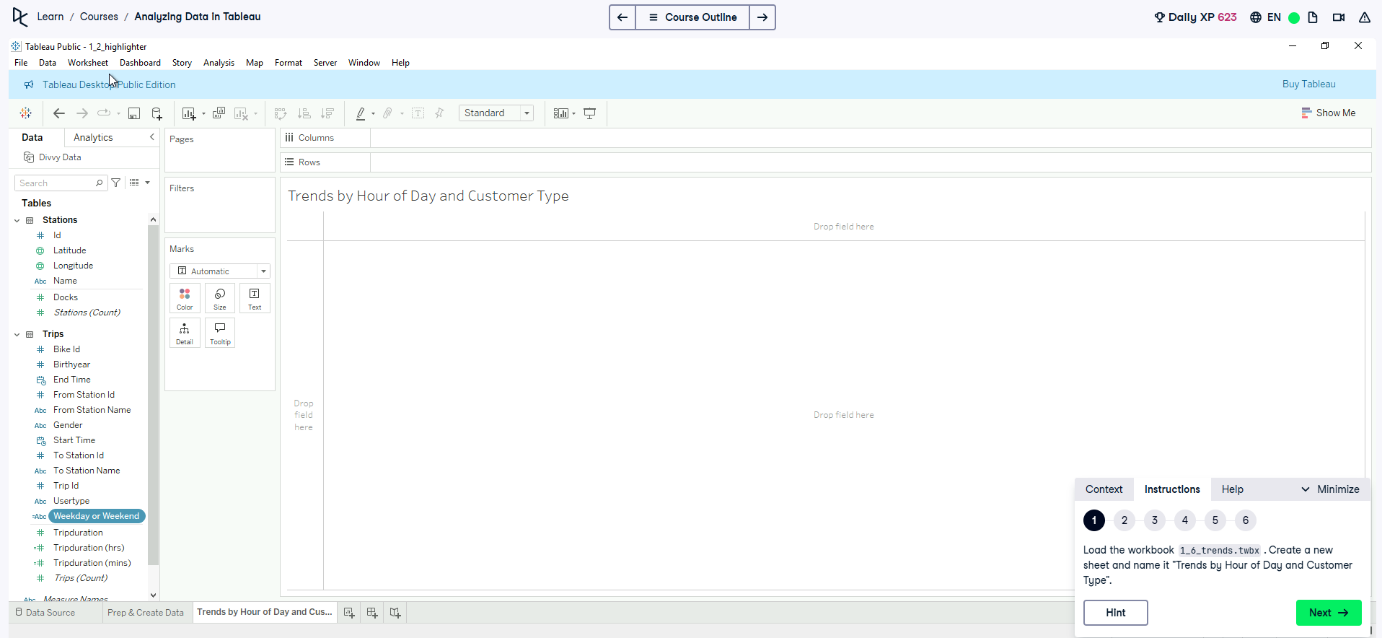 Learn / Courses / Analyzing Data in Tableau
Course Outline
Daily XP 623
EN
Tableau Public - 1_2_highlighter
File Data Worksheet Dashboard Story Analysis Map Format Server Window Help
Tableau Desktop Public Edition
Buy Tableau
Standard
Show Me
Data Analytics
Divvy Data
Search
Tables
Stations
Id
Latitude
Longitude
Abc Name
Docks
Stations (Count)
Trips
Bike Id
Birthyear
End Time
From Station Id
Abc From Station Name
Abc Gender
Start Time
To Station Id
Abc To Station Name
Trip Id
Abc Usertype
=Abc Weekday or Weekend
Tripduration
Tripduration (hrs)
Tripduration (mins)
Trips (Count)
Abc Measure Names
Pages
Filters
Marks
Automatic
Color Size Text
Detail Tooltip
Columns
Rows
Trends by Hour of Day and Customer Type
Drop field here
Drop
field
here
Drop field here
Context Instructions Help Minimize
1 2 3 4 5 6
Load the workbook 1_6_trends.twbx . Create a new
sheet and name it "Trends by Hour of Day and Customer
Type".
Hint
Next
Data Source Prep & Create Data Trends by Hour of Day and Cus...